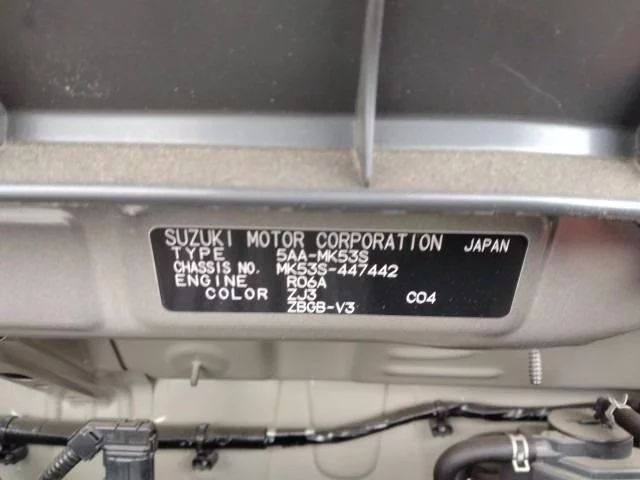 SUZUKI MOTOR CORPORATION JAPAN
TYPE 5AA-MK53S
CHASSIS NO. MK53S-447442
ENGINE R06A
COLOR ZJ3 C04
ZBGB-V3